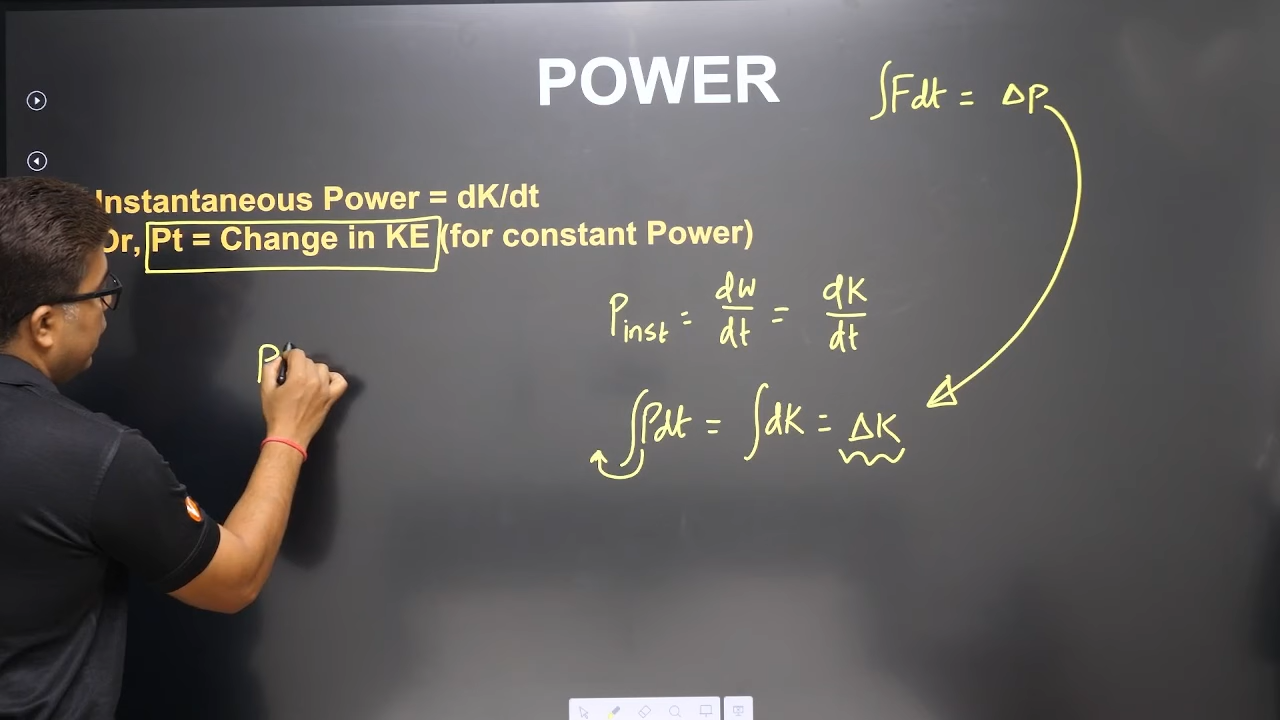 POWER
∫Fdt = ΔP
Instantaneous Power = dK/dt
Or, Pt = Change in KE (for constant Power)
P_inst = dW/dt = dK/dt
P
∫Pdt = ∫dK = ΔK